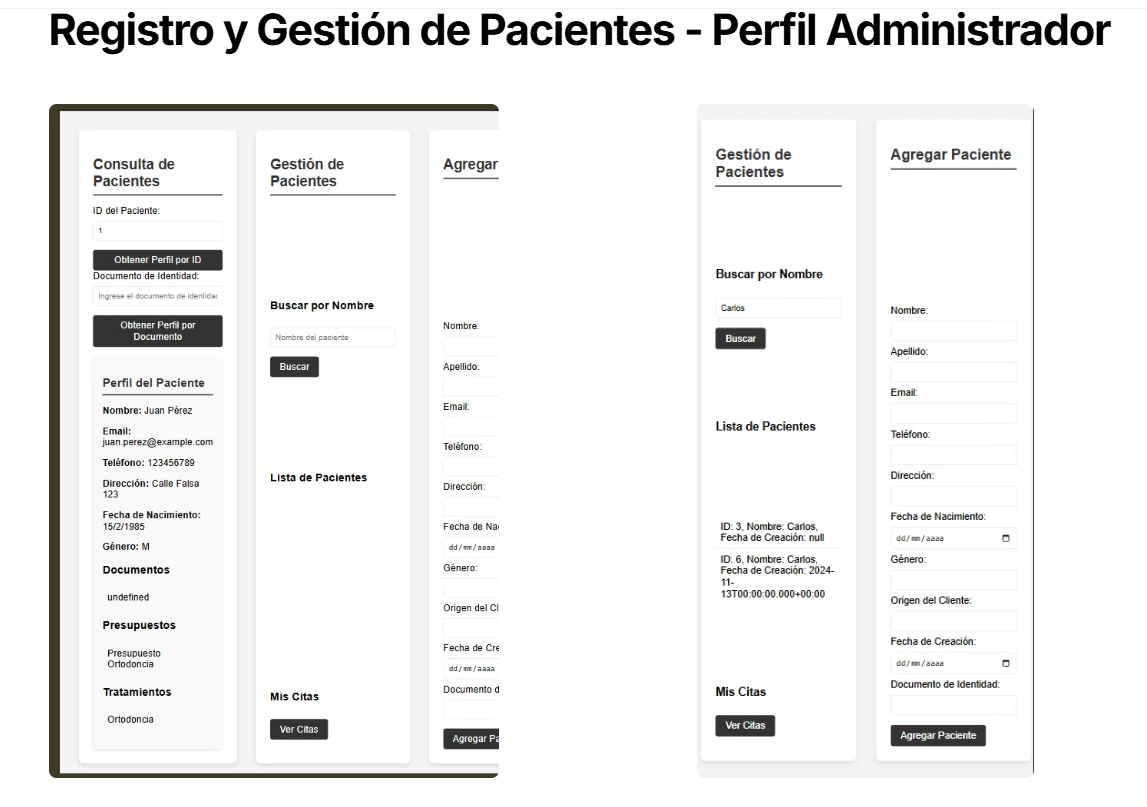 Registro y Gestión de Pacientes - Perfil Administrador
Consulta de
Pacientes
ID del Paciente:
1
Obtener Perfil por ID
Documento de Identidad:
Ingrese el documento de identidad
Obtener Perfil por
Documento
Perfil del Paciente
Nombre: Juan Pérez
Email:
juan.perez@example.com
Teléfono: 123456789
Dirección: Calle Falsa
123
Fecha de Nacimiento:
15/2/1985
Género: M
Documentos
undefined
Presupuestos
Presupuesto
Ortodoncia
Tratamientos
Ortodoncia
Gestión de
Pacientes
Buscar por Nombre
Nombre del paciente
Buscar
Lista de Pacientes
Mis Citas
Ver Citas
Agregar
Nombre:
Apellido:
Email:
Teléfono:
Dirección:
Fecha de Nac
dd/mm/aaaa
Género:
Origen del Cl
Fecha de Cre
dd/mm/aaaa
Documento d
Agregar Pa
Gestión de
Pacientes
Buscar por Nombre
Carlos
Buscar
Lista de Pacientes
ID: 3, Nombre: Carlos,
Fecha de Creación: null
ID: 6, Nombre: Carlos,
Fecha de Creación: 2024-
11-
13T00:00:00.000+00:00
Mis Citas
Ver Citas
Agregar Paciente
Nombre:
Apellido:
Email:
Teléfono:
Dirección:
Fecha de Nacimiento:
dd/mm/aaaa
Género:
Origen del Cliente:
Fecha de Creación:
dd/mm/aaaa
Documento de Identidad:
Agregar Paciente